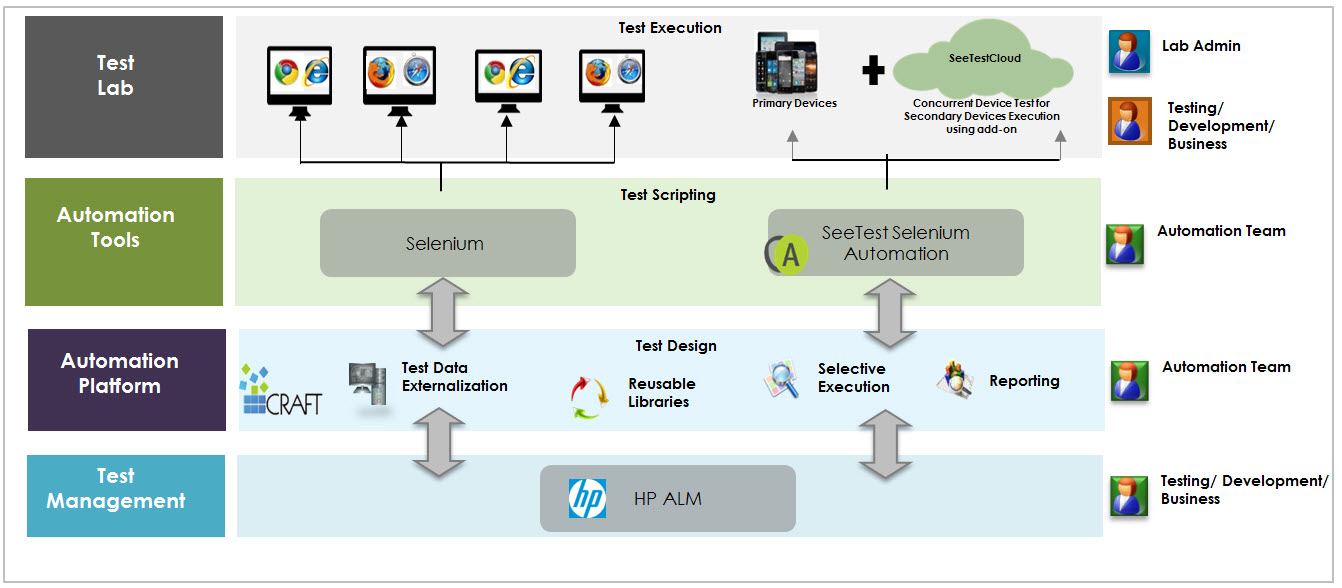 Test
Lab
Test Execution
Primary Devices
SeeTestCloud
Concurrent Device Test for
Secondary Devices Execution
using add-on
Lab Admin
Testing/
Development/
Business
Automation
Tools
Test Scripting
Selenium
A
SeeTest Selenium
Automation
Automation Team
Automation
Platform
Test Design
CRAFT
Test Data
Externalization
Reusable
Libraries
Selective
Execution
Reporting
Automation Team
Test
Management
hp
HP ALM
Testing/ Development/
Business